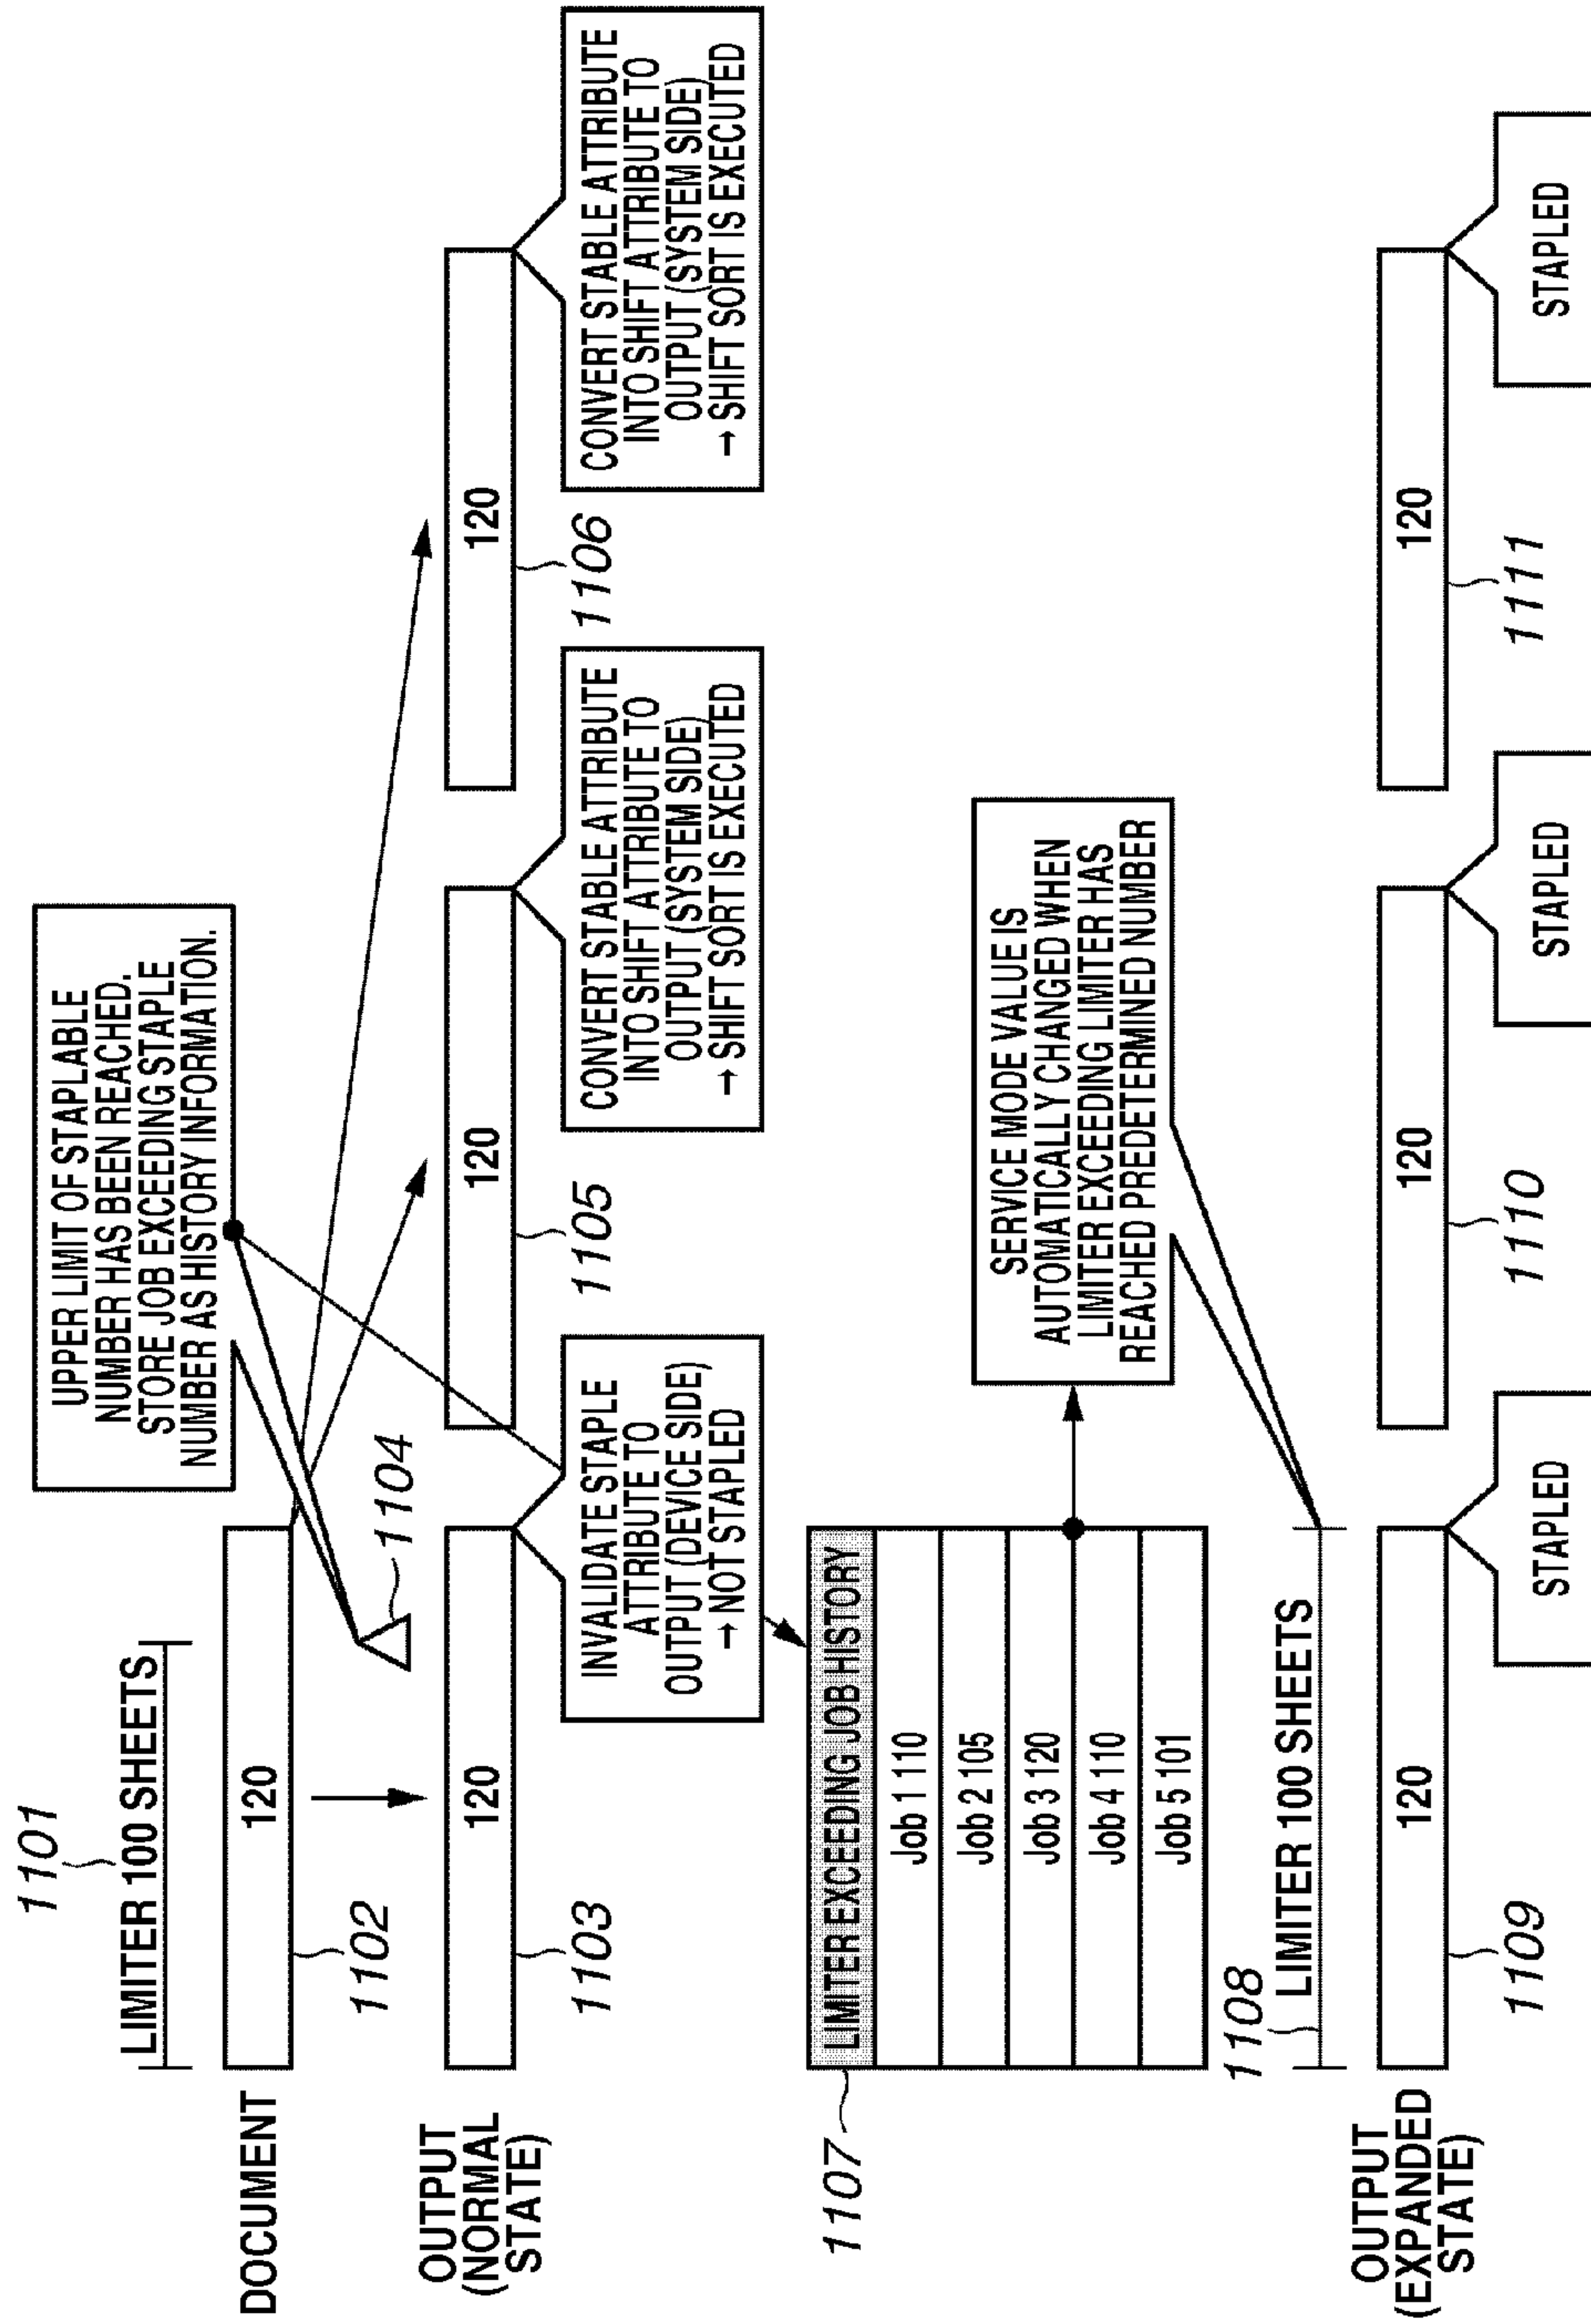 1101
LIMITER 100 SHEETS
UPPER LIMIT OF STAPLABLE
NUMBER HAS BEEN REACHED.
STORE JOB EXCEEDING STAPLE
NUMBER AS HISTORY INFORMATION.
DOCUMENT
120
1102
1104
OUTPUT
(NORMAL
STATE)
120
120
120
1103
1105
1106
INVALIDATE STAPLE
ATTRIBUTE TO
OUTPUT (DEVICE SIDE)
→ NOT STAPLED
CONVERT STABLE ATTRIBUTE
INTO SHIFT ATTRIBUTE TO
OUTPUT (SYSTEM SIDE)
→ SHIFT SORT IS EXECUTED
CONVERT STABLE ATTRIBUTE
INTO SHIFT ATTRIBUTE TO
OUTPUT (SYSTEM SIDE)
→ SHIFT SORT IS EXECUTED
1107
LIMITER EXCEEDING JOB HISTORY
Job 1 110
Job 2 105
Job 3 120
Job 4 110
Job 5 101
SERVICE MODE VALUE IS
AUTOMATICALLY CHANGED WHEN
LIMITER EXCEEDING LIMITER HAS
REACHED PREDETERMINED NUMBER
1108
LIMITER 100 SHEETS
OUTPUT
(EXPANDED
STATE)
120
120
120
1109
1110
1111
STAPLED
STAPLED
STAPLED